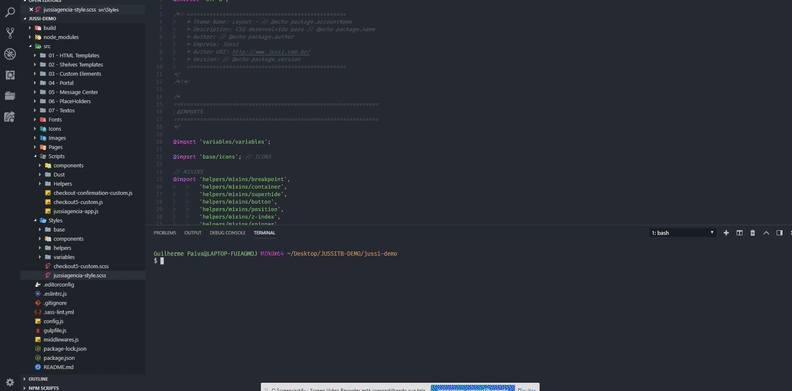 OPEN EDITORS
jussiagencia-style.scss src\Styles
JUSSI-DEMO
build
node_modules
src
01 - HTML Templates
02 - Shelves Templates
03 - Custom Elements
04 - Portal
05 - Message Center
06 - PlaceHolders
07 - Textos
Fonts
Icons
Images
Pages
Scripts
components
Dust
Helpers
checkout-confirmation-custom.js
checkout5-custom.js
jussiagencia-app.js
Styles
base
components
helpers
variables
checkout5-custom.scss
jussiagencia-style.scss
.editorconfig
.eslintrc.js
.gitignore
.sass-lint.yml
config.js
gulpfile.js
middlewares.js
package-lock.json
package.json
README.md
OUTLINE
NPM SCRIPTS
* Theme Name: Layout - // @echo package.accountName
* Description: CSS desenvolvido para // @echo package.name
* Author: // @echo package.author
* Empresa: Jussi
* Author URI: http://www.jussi.com.br/
* Version: // @echo package.version
@IMPORTS
@import 'variables/variables';
@import 'base/icons'; // ICONS
// MIXINS
@import 'helpers/mixins/breakpoint',
'helpers/mixins/container',
'helpers/mixins/superhide',
'helpers/mixins/button',
'helpers/mixins/position',
'helpers/mixins/z-index',
'helpers/mixins/spinner',
PROBLEMS OUTPUT DEBUG CONSOLE TERMINAL 1: bash
Guilherme Paiva@LAPTOP-FUIAGMOJ MINGW64 ~/Desktop/JUSSITB-DEMO/jussi-demo
$